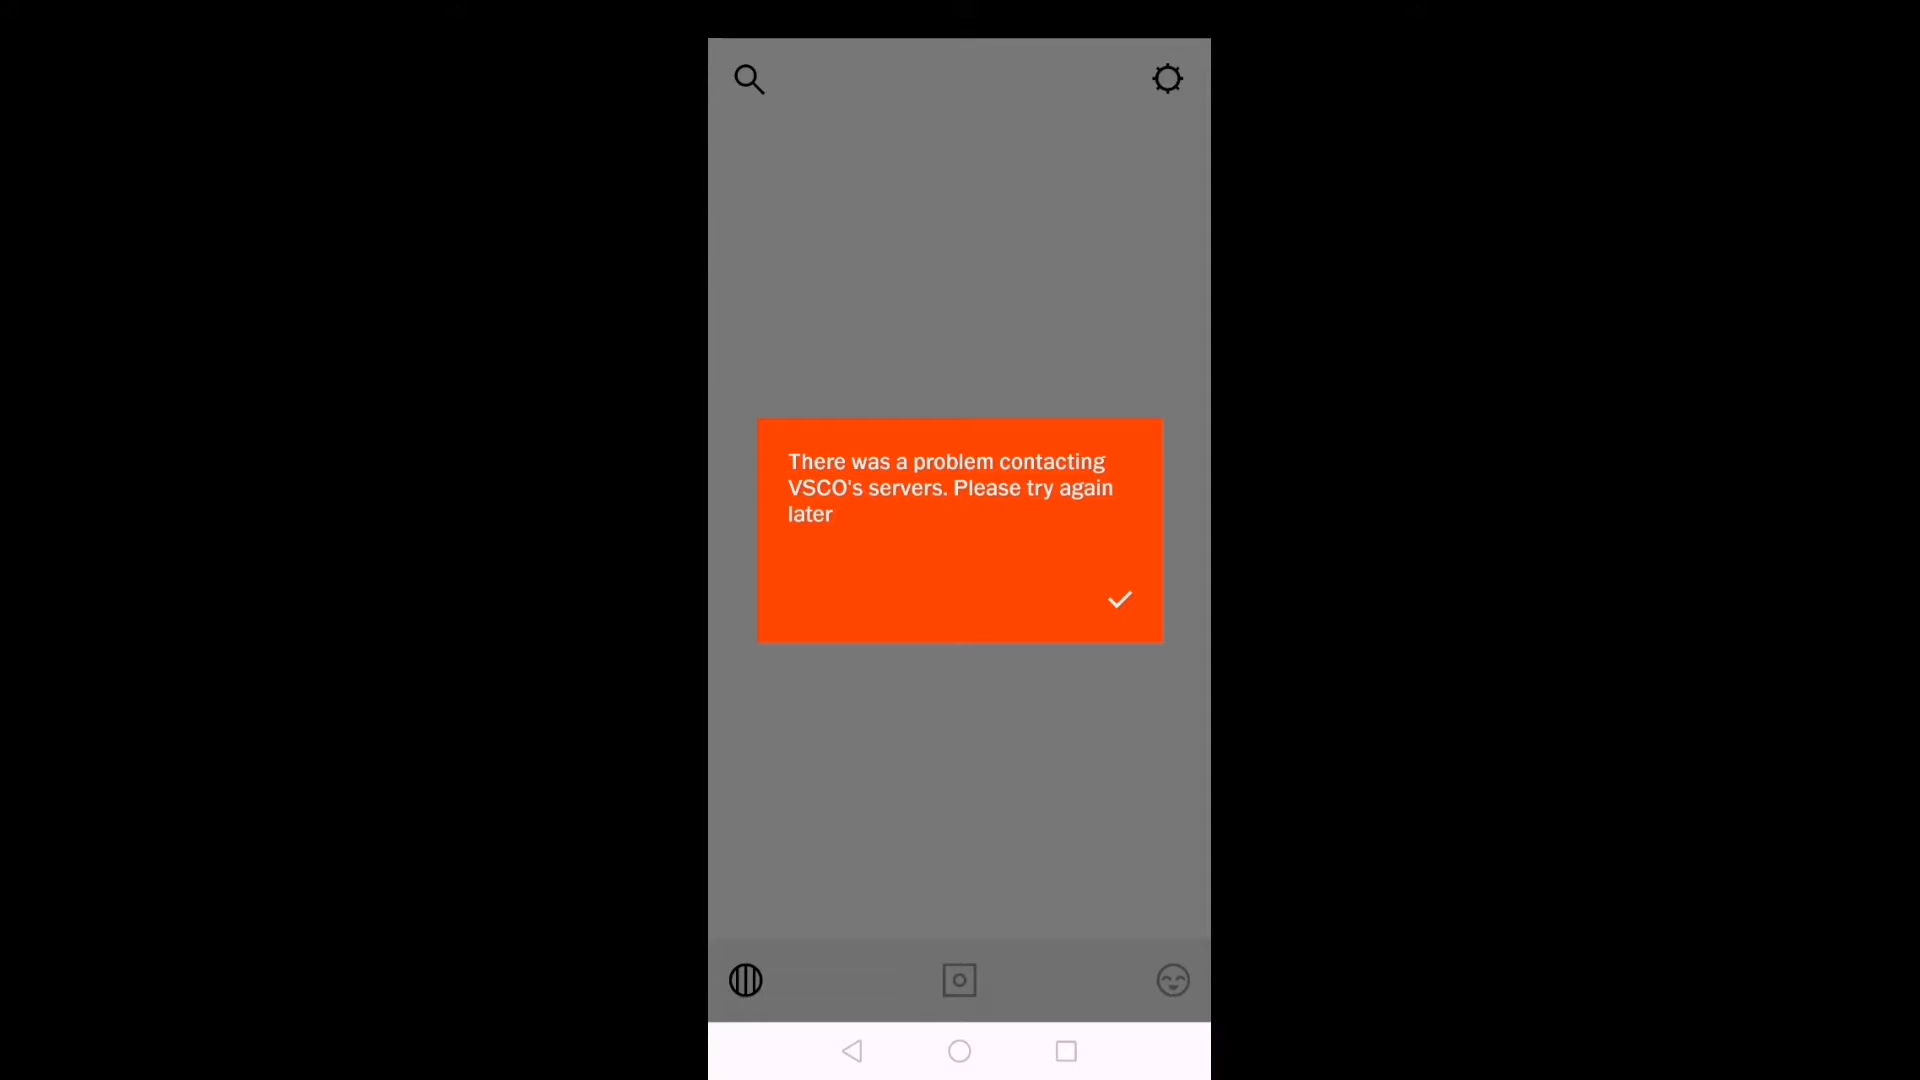 There was a problem contacting
VSCO's servers. Please try again
later